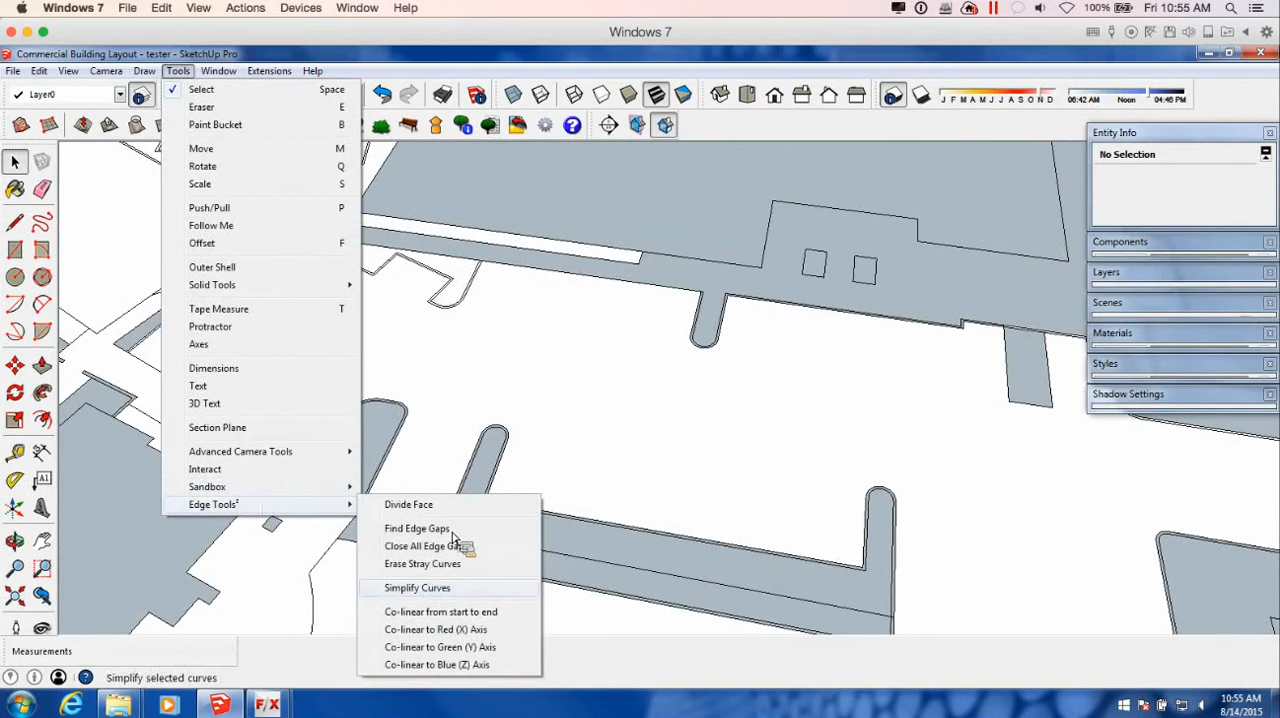 Windows 7 File Edit View Actions Devices Window Help 100% Fri 10:55 AM
Windows 7
Commercial Building Layout - tester - SketchUp Pro
File Edit View Camera Draw Tools Window Extensions Help
Layer0
J F M A M J J A S O N D
06:42 AM Noon 04:46 PM
Select Space
Eraser E
Paint Bucket B
Move M
Rotate Q
Scale S
Push/Pull P
Follow Me
Offset F
Outer Shell
Solid Tools
Tape Measure T
Protractor
Axes
Dimensions
Text
3D Text
Section Plane
Advanced Camera Tools
Interact
Sandbox
Edge Tools²
Divide Face
Find Edge Gaps
Close All Edge
Erase Stray Curves
Simplify Curves
Co-linear from start to end
Co-linear to Red (X) Axis
Co-linear to Green (Y) Axis
Co-linear to Blue (Z) Axis
Entity Info
No Selection
Components
Layers
Scenes
Materials
Styles
Shadow Settings
Measurements
Simplify selected curves
F/X
10:55 AM
8/14/2015